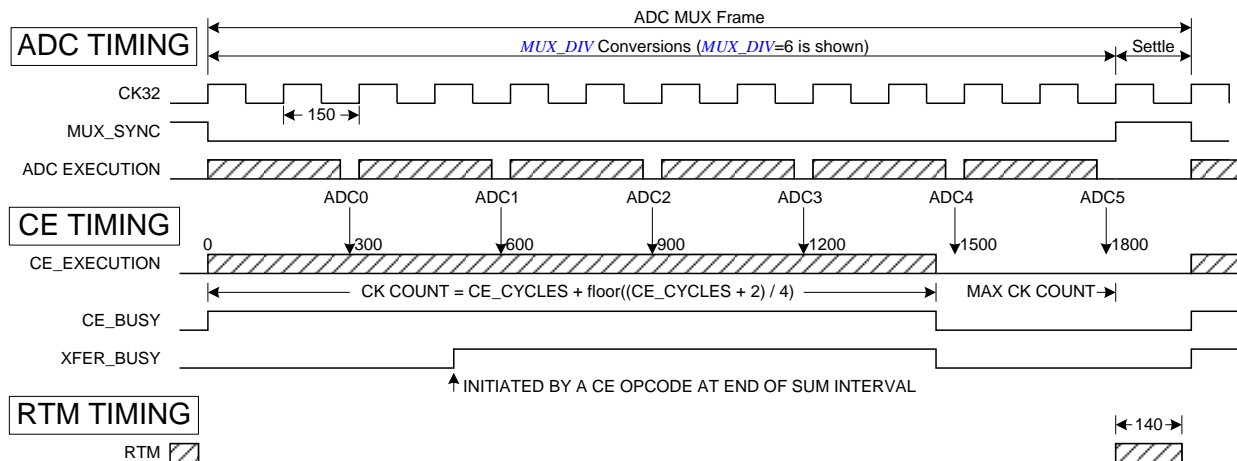 ADC MUX Frame
ADC TIMING
MUX_DIV Conversions (MUX_DIV=6 is shown)
Settle
CK32
150
MUX_SYNC
ADC EXECUTION
ADC0 ADC1 ADC2 ADC3 ADC4 ADC5
CE TIMING
0 300 600 900 1200 1500 1800
CE_EXECUTION
CK COUNT = CE_CYCLES + floor((CE_CYCLES + 2) / 4)
MAX CK COUNT
CE_BUSY
XFER_BUSY
INITIATED BY A CE OPCODE AT END OF SUM INTERVAL
RTM TIMING
140
RTM